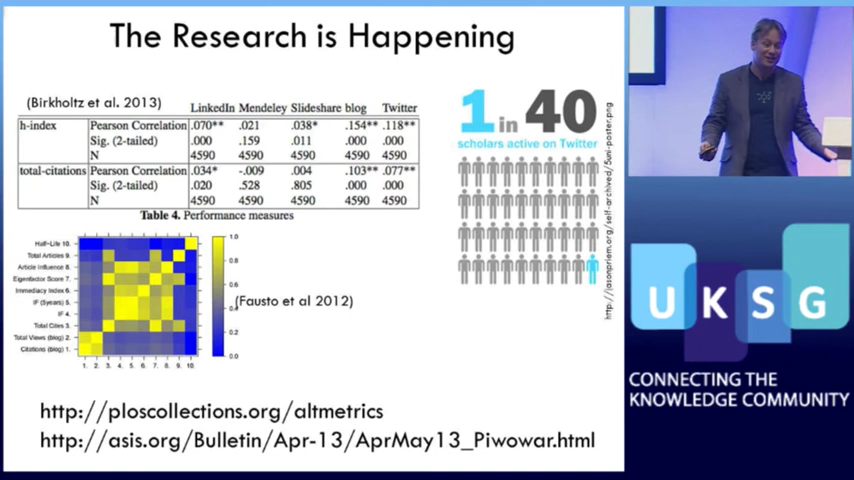 The Research is Happening
(Birkholtz et al. 2013)
LinkedIn Mendeley Slideshare blog Twitter
h-index Pearson Correlation .070** .021 .038* .154** .118**
Sig. (2-tailed) .000 .159 .011 .000 .000
N 4590 4590 4590 4590 4590
total-citations Pearson Correlation .034* -.009 .004 .103** .077**
Sig. (2-tailed) .020 .528 .805 .000 .000
N 4590 4590 4590 4590 4590
Table 4. Performance measures
1 in 40
scholars active on Twitter
http://jasonpriem.org/self-archived/5uni-poster.png
Half-Life 10.
Total Articles 9.
Article Influence 8.
Eigenfactor Score 7.
Immediacy Index 6.
IF (5years) 5.
IF 4.
Total Cites 3.
Total Views (blog) 2.
Citations (blog) 1.
1. 2. 3. 4. 5. 6. 7. 8. 9. 10.
1.0
0.8
0.6
0.4
0.2
0.0
(Fausto et al 2012)
http://ploscollections.org/altmetrics
http://asis.org/Bulletin/Apr-13/AprMay13_Piwowar.html
UKSG
CONNECTING THE
KNOWLEDGE COMMUNITY